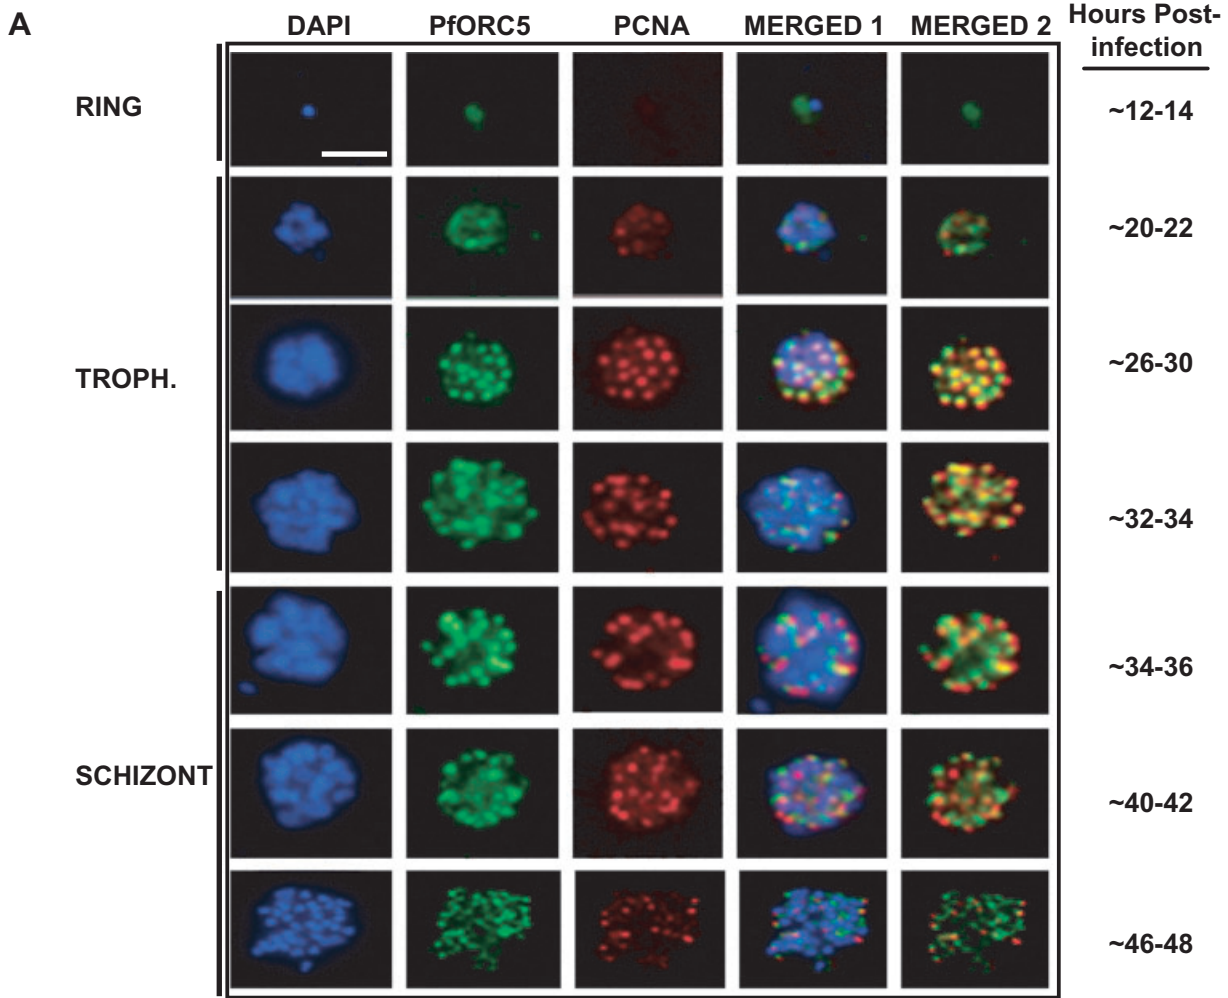 A
DAPI PfORC5 PCNA MERGED 1 MERGED 2 Hours Post-
infection
RING ~12-14
~20-22
TROPH. ~26-30
~32-34
~34-36
SCHIZONT ~40-42
~46-48